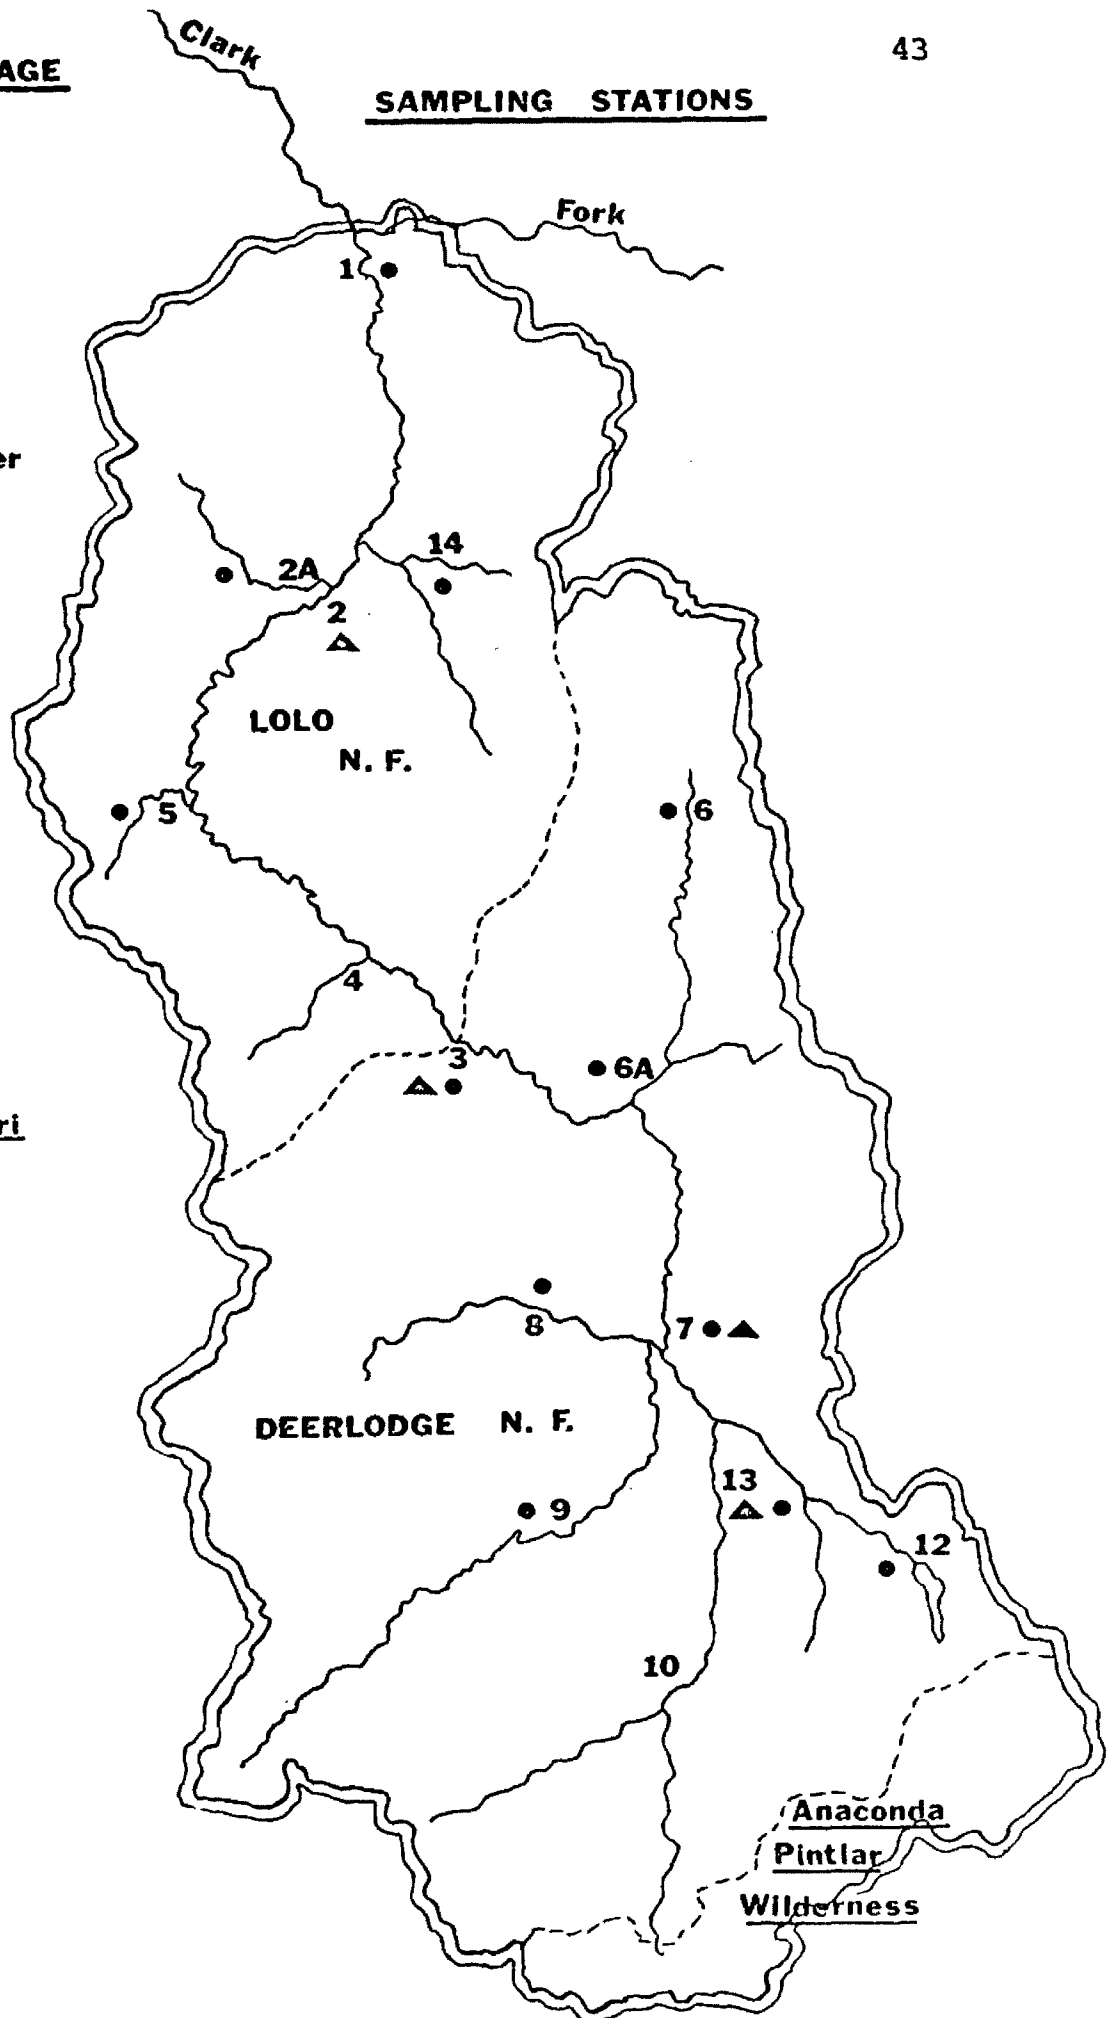 43
AGE
SAMPLING STATIONS
Clark
Fork
1
er
14
2A
2
LOLO
N. F.
5
6
4
3
6A
ri
8
7
DEERLODGE N. F.
13
9
12
10
Anaconda
Pintlar
Wilderness